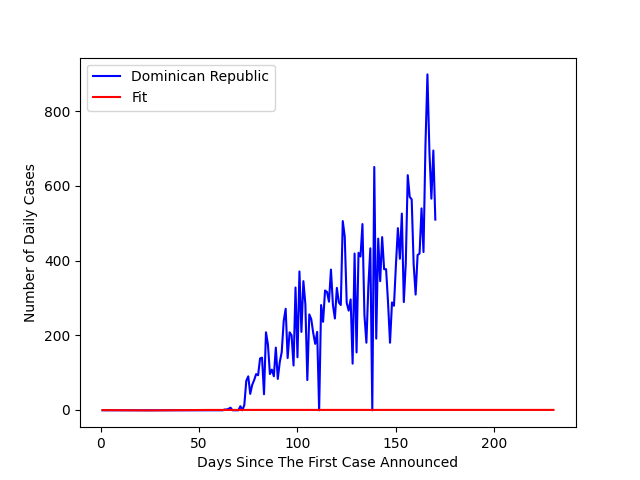 Dominican Republic
Fit
800
600
400
200
0
Number of Daily Cases
0 50 100 150 200
Days Since The First Case Announced